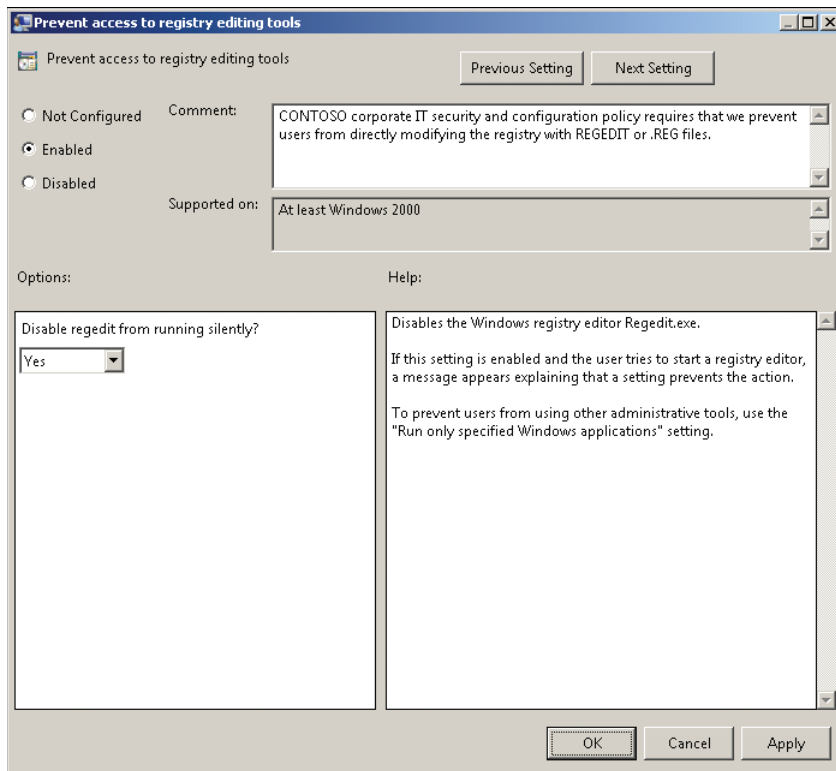 Prevent access to registry editing tools
Prevent access to registry editing tools
Previous Setting
Next Setting
Not Configured
Comment:
CONTOSO corporate IT security and configuration policy requires that we prevent
users from directly modifying the registry with REGEDIT or .REG files.
Enabled
Disabled
Supported on:
At least Windows 2000
Options:
Help:
Disable regedit from running silently?
Yes
Disables the Windows registry editor Regedit.exe.
If this setting is enabled and the user tries to start a registry editor,
a message appears explaining that a setting prevents the action.
To prevent users from using other administrative tools, use the
"Run only specified Windows applications" setting.
OK
Cancel
Apply